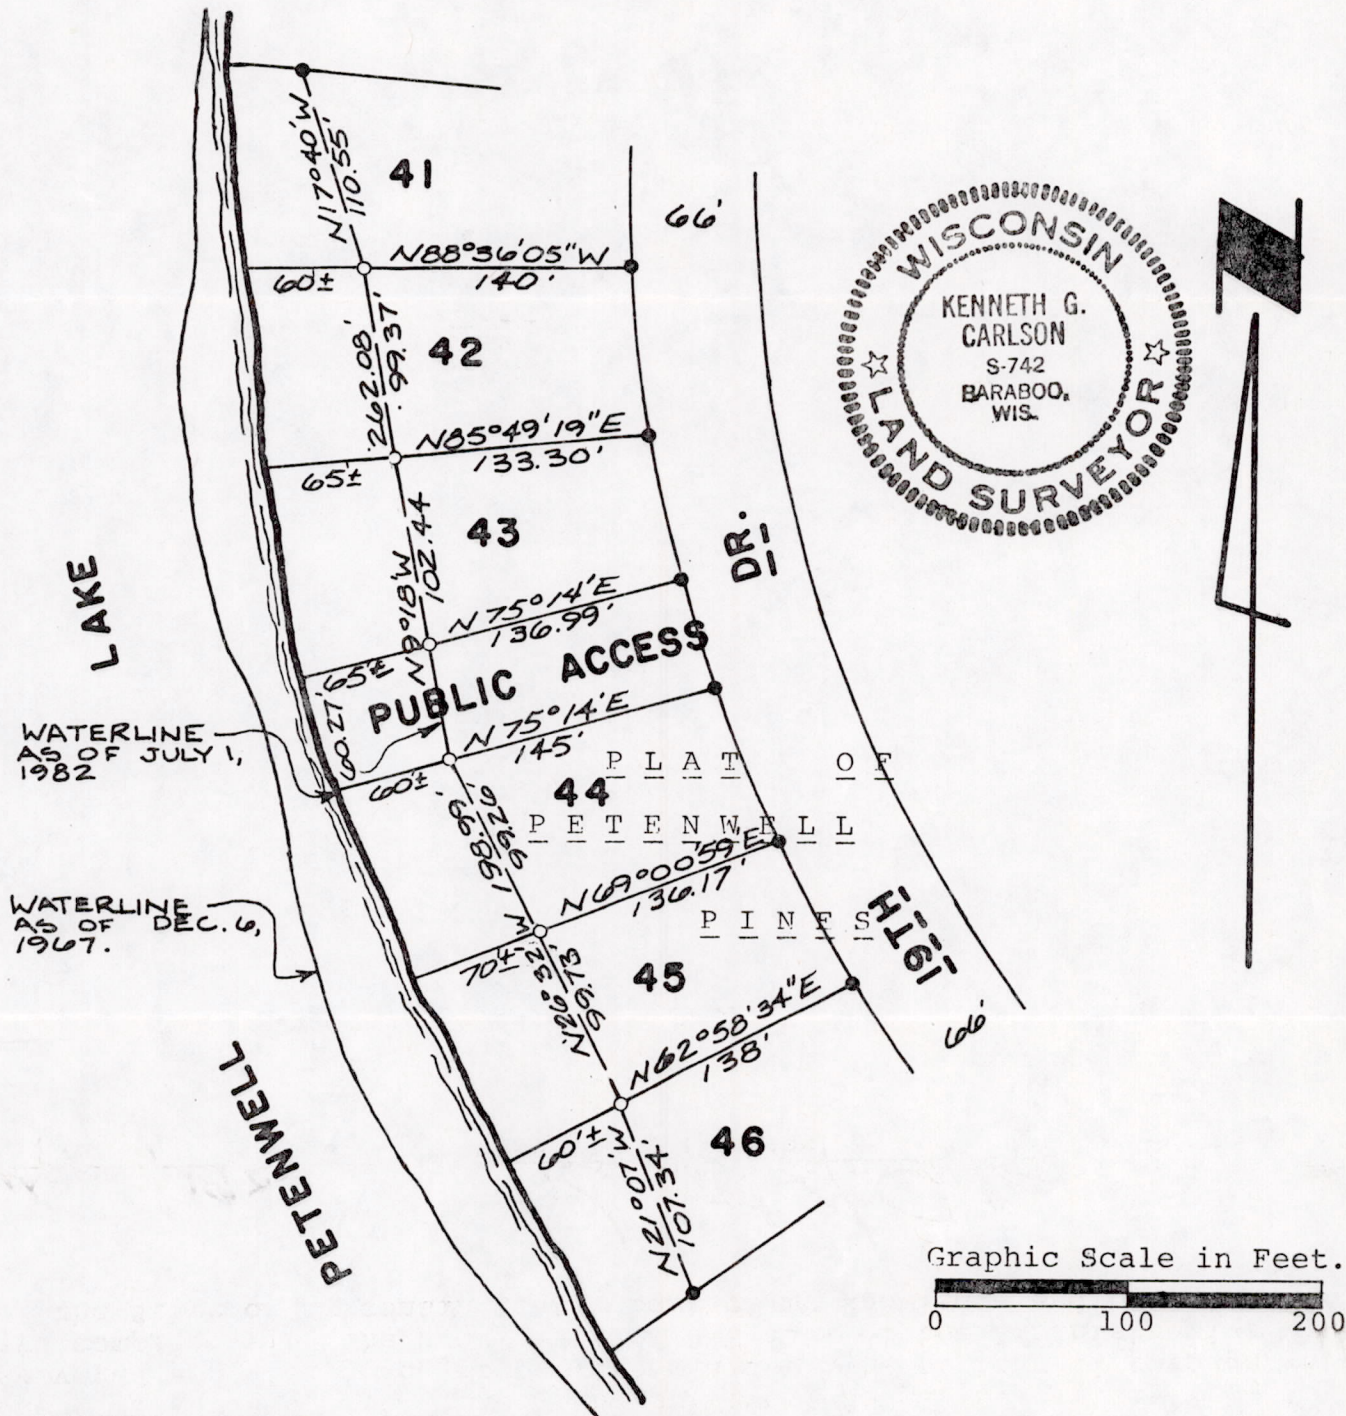 N17°40'W
110.55'
41
66'
N88°36'05"W
140'
60±
262.08'
99.37'
42
N85°49'19"E
133.30'
65±
N9°18'W
102.44
43
N75°14'E
136.99'
65±
PUBLIC ACCESS
60.27'
N75°14'E
145'
60'±
198.99'
99.26'
44
N69°00'59"E
136.17'
70'±
N26°32'W
99.73'
45
N62°58'34"E
138'
60'±
N21°07'W
107.34'
46
19TH DR.
66'
PLAT OF
PETENWELL
PINES
PETENWELL LAKE
WATERLINE
AS OF JULY 1,
1982
WATERLINE
AS OF DEC. 6,
1967.
WISCONSIN
KENNETH G.
CARLSON
S-742
BARABOO,
WIS.
LAND SURVEYOR
Graphic Scale in Feet.
0 100 200